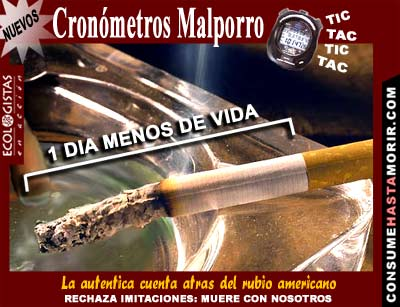 NUEVOS
Cronómetros Malporro
TIC
TAC
TIC
TAC
ECOLOGISTAS
en acción
1 DIA MENOS DE VIDA
CONSUMEHASTAMORIR.COM
La autentica cuenta atras del rubio americano
RECHAZA IMITACIONES: MUERE CON NOSOTROS